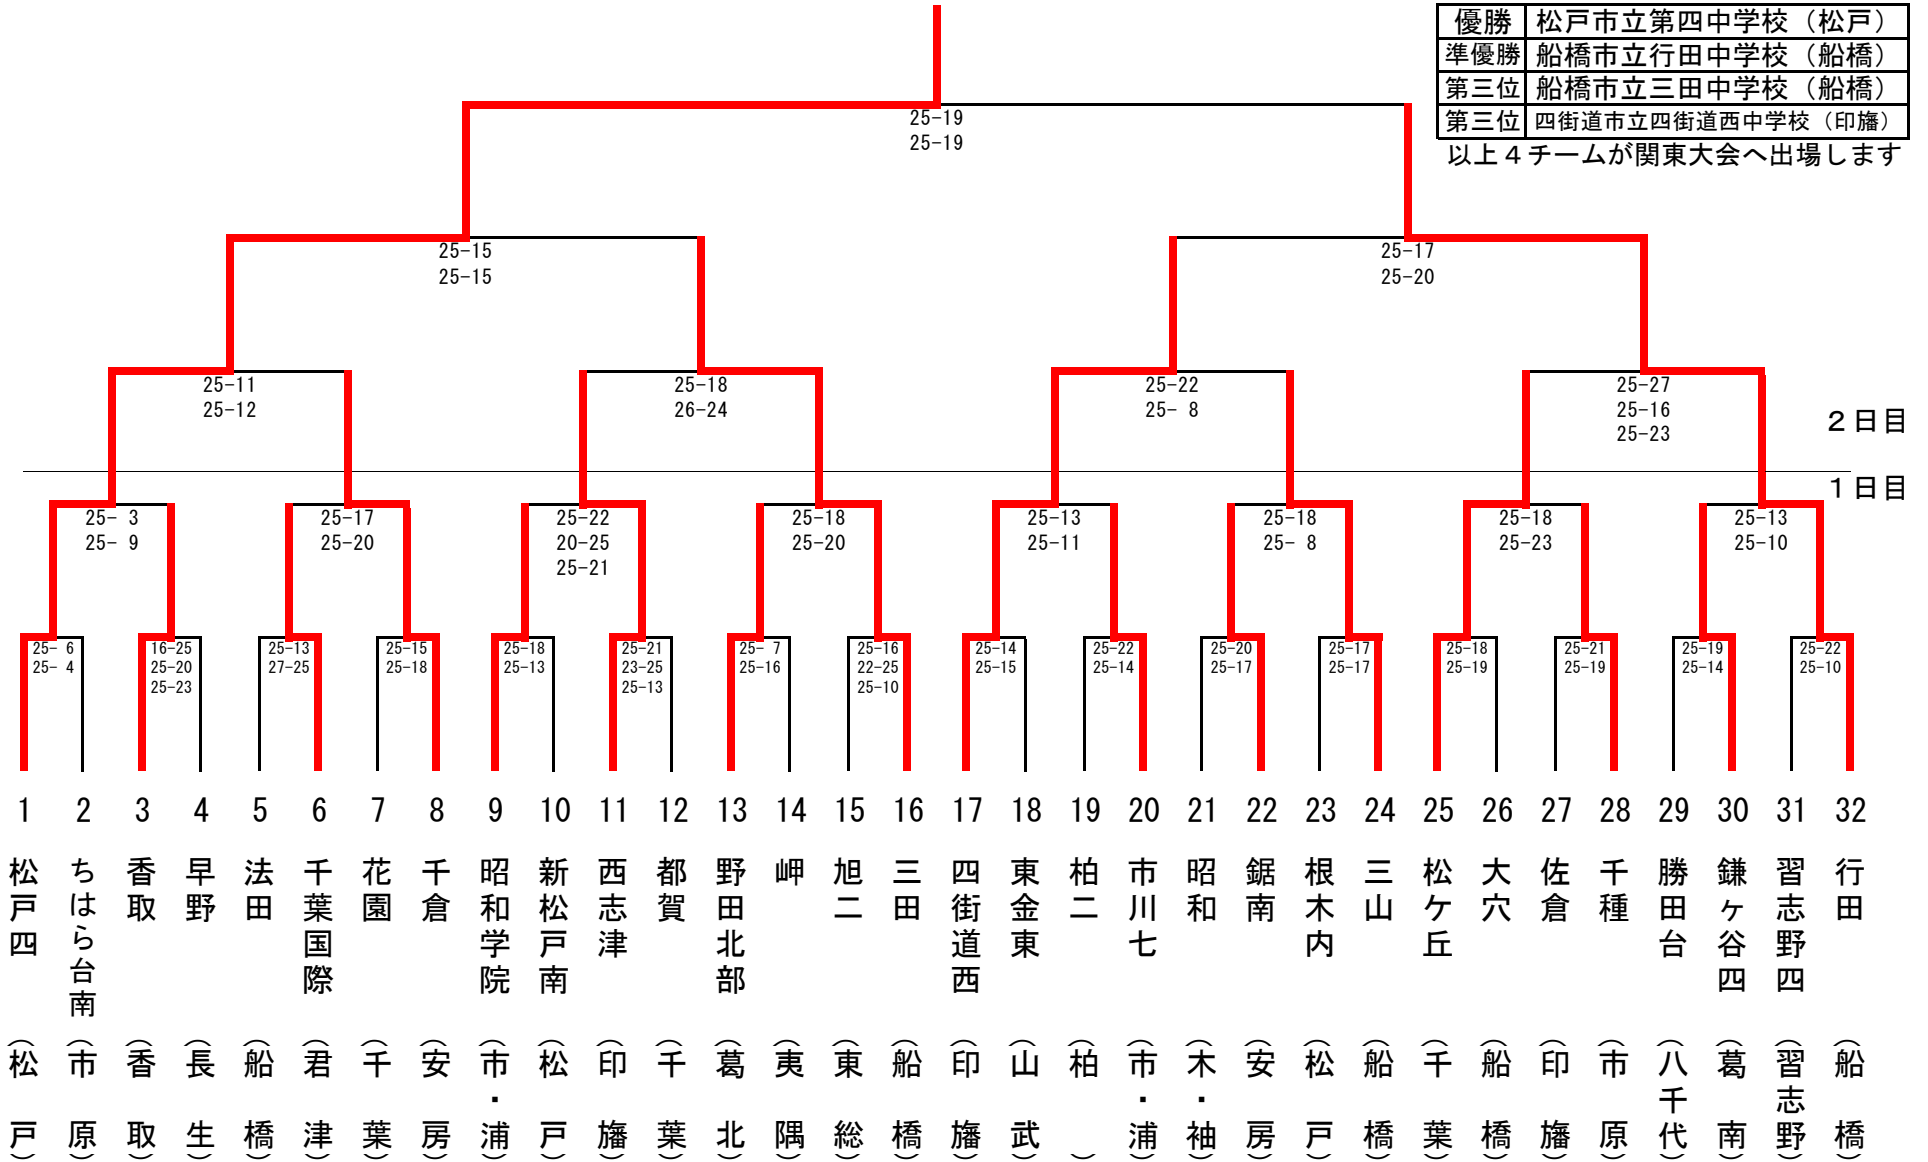 優勝 松戸市立第四中学校（松戸）
準優勝 船橋市立行田中学校（船橋）
第三位 船橋市立三田中学校（船橋）
第三位 四街道市立四街道西中学校（印旛）
以上４チームが関東大会へ出場します
25-19
25-19
25-15 25-17
25-15 25-20
25-11 25-18 25-22 25-27
25-12 26-24 25- 8 25-16
25-23
２日目
１日目
25- 3 25-17 25-22 25-18 25-13 25-18 25-18 25-13
25- 9 25-20 20-25 25-20 25-11 25- 8 25-23 25-10
25-21
25- 6 16-25 25-13 25-15 25-18 25-21 25- 7 25-16 25-14 25-22 25-20 25-17 25-18 25-21 25-19 25-22
25- 4 25-20 27-25 25-18 25-13 23-25 25-16 22-25 25-15 25-14 25-17 25-17 25-19 25-19 25-14 25-10
25-23 25-13 25-10
1 2 3 4 5 6 7 8 9 10 11 12 13 14 15 16 17 18 19 20 21 22 23 24 25 26 27 28 29 30 31 32
松戸四（松戸）
ちはら台南（市原）
香取（香取）
早野（長生）
法田（船橋）
千葉国際（君津）
花園（千葉）
千倉（安房）
昭和学院（市・浦）
新松戸南（松戸）
西志津（印旛）
都賀（千葉）
野田北部（葛北）
岬（夷隅）
旭二（東総）
三田（船橋）
四街道西（印旛）
東金東（山武）
柏二（柏）
市川七（市・浦）
昭和（木・袖）
鋸南（安房）
根木内（松戸）
三山（船橋）
松ケ丘（千葉）
大穴（船橋）
佐倉（印旛）
千種（市原）
勝田台（八千代）
鎌ヶ谷四（葛南）
習志野四（習志野）
行田（船橋）